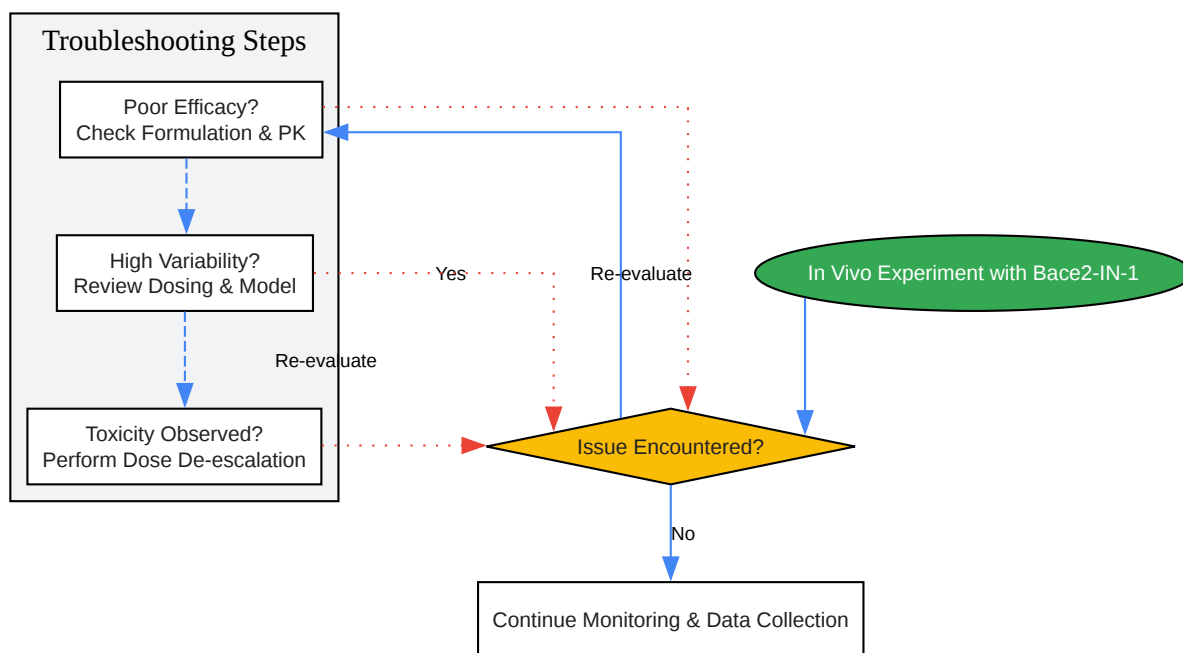 Troubleshooting Steps
Poor Efficacy?
Check Formulation & PK
High Variability?
Review Dosing & Model
Yes
Re-evaluate
In Vivo Experiment with Bace2-IN-1
Re-evaluate
Toxicity Observed?
Perform Dose De-escalation
Issue Encountered?
No
Continue Monitoring & Data Collection